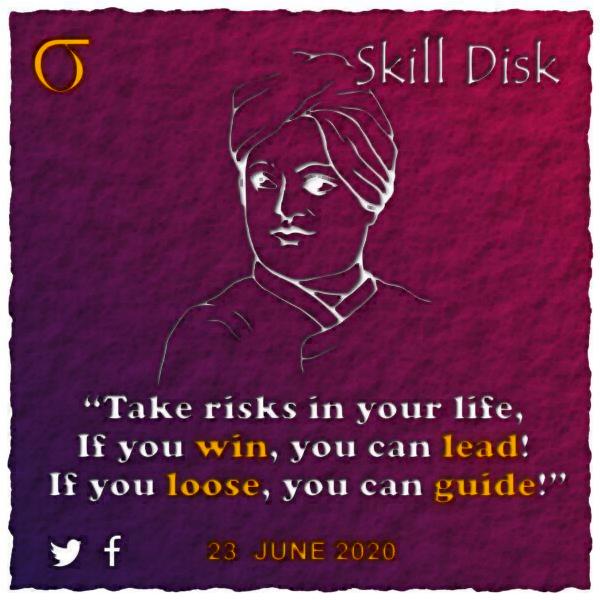 σ
Skill Disk
“Take risks in your life,
If you win, you can lead!
If you loose, you can guide!”
23 JUNE 2020